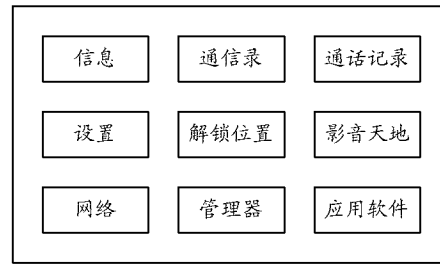 信息 通信录 通话记录
设置 解锁位置 影音天地
网络 管理器 应用软件